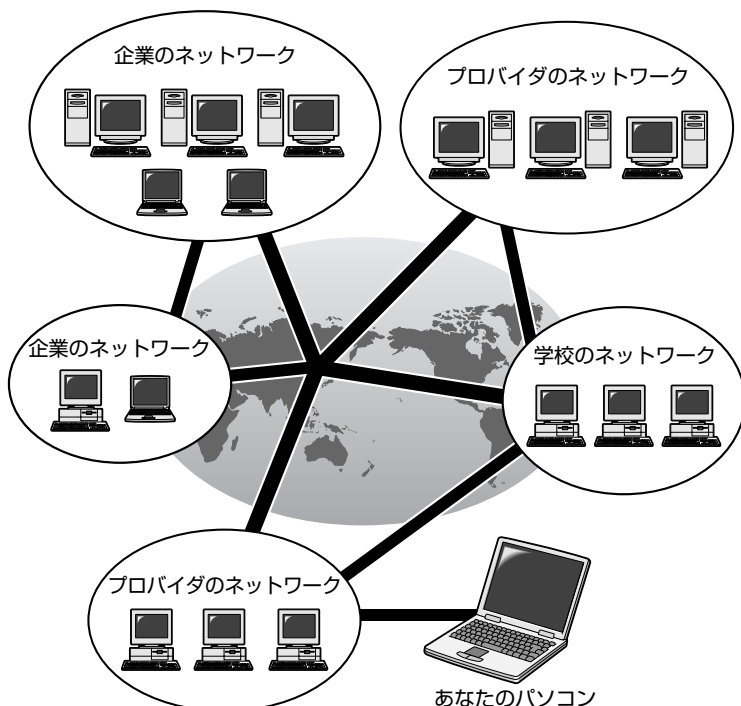 企業のネットワーク
プロバイダのネットワーク
企業のネットワーク
学校のネットワーク
プロバイダのネットワーク
あなたのパソコン